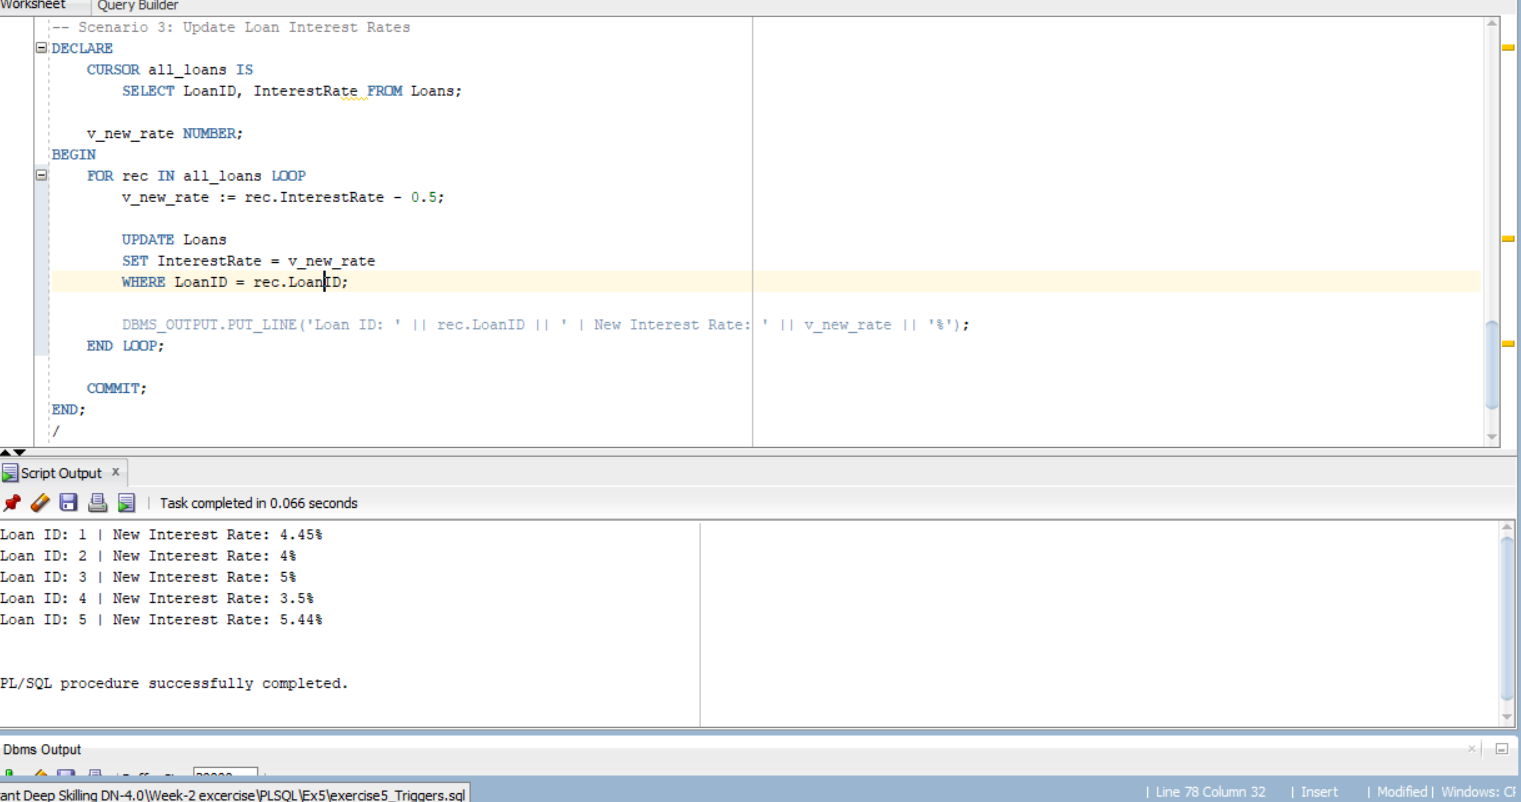 Worksheet Query Builder
-- Scenario 3: Update Loan Interest Rates
DECLARE
CURSOR all_loans IS
SELECT LoanID, InterestRate FROM Loans;
v_new_rate NUMBER;
BEGIN
FOR rec IN all_loans LOOP
v_new_rate := rec.InterestRate - 0.5;
UPDATE Loans
SET InterestRate = v_new_rate
WHERE LoanID = rec.LoanID;
DBMS_OUTPUT.PUT_LINE('Loan ID: ' || rec.LoanID || ' | New Interest Rate: ' || v_new_rate || '%');
END LOOP;
COMMIT;
END;
/
Script Output x
| Task completed in 0.066 seconds
Loan ID: 1 | New Interest Rate: 4.45%
Loan ID: 2 | New Interest Rate: 4%
Loan ID: 3 | New Interest Rate: 5%
Loan ID: 4 | New Interest Rate: 3.5%
Loan ID: 5 | New Interest Rate: 5.44%
PL/SQL procedure successfully completed.
Dbms Output
ant Deep Skilling DN-4.0\Week-2 excercise\PLSQL\Ex5\exercise5_Triggers.sql
| Line 78 Column 32 | Insert | Modified | Windows: CF